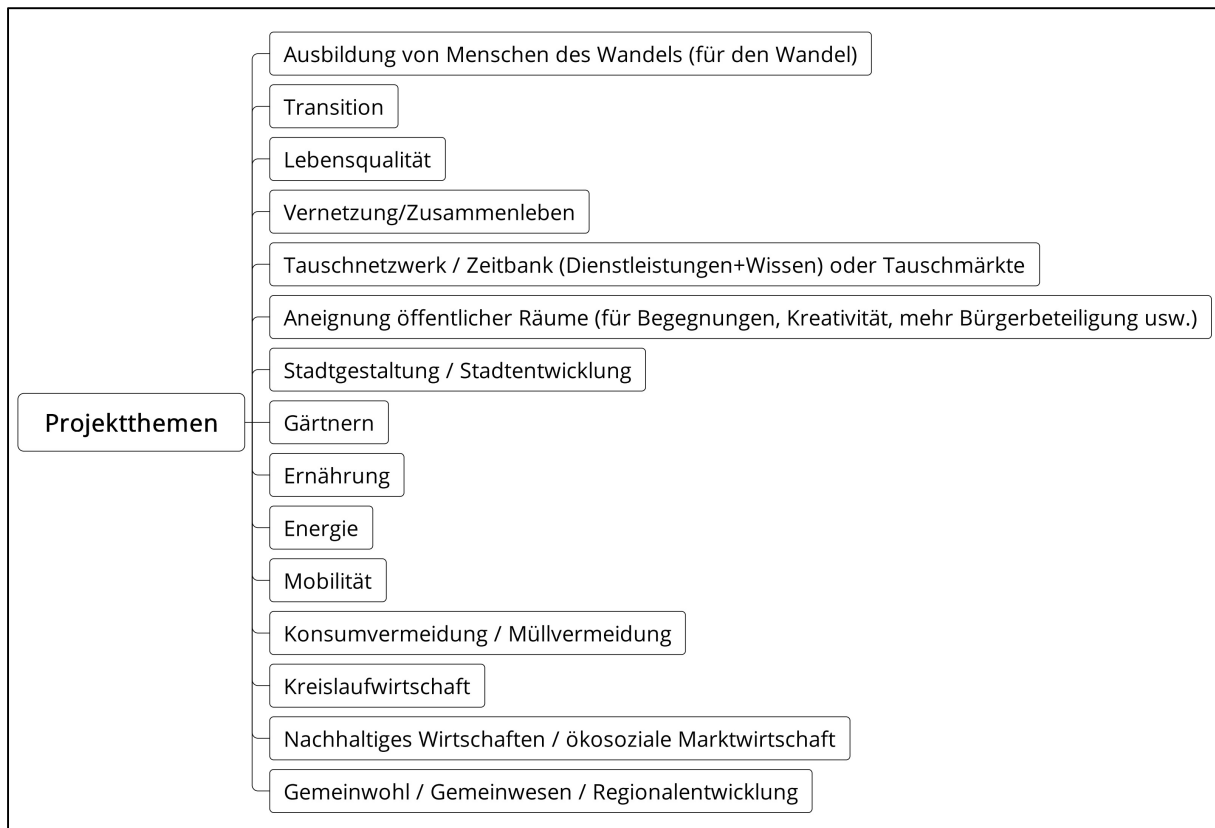 Ausbildung von Menschen des Wandels (für den Wandel)
Transition
Lebensqualität
Vernetzung/Zusammenleben
Tauschnetzwerk / Zeitbank (Dienstleistungen+Wissen) oder Tauschmärkte
Aneignung öffentlicher Räume (für Begegnungen, Kreativität, mehr Bürgerbeteiligung usw.)
Stadtgestaltung / Stadtentwicklung
Projektthemen
Gärtnern
Ernährung
Energie
Mobilität
Konsumvermeidung / Müllvermeidung
Kreislaufwirtschaft
Nachhaltiges Wirtschaften / ökosoziale Marktwirtschaft
Gemeinwohl / Gemeinwesen / Regionalentwicklung